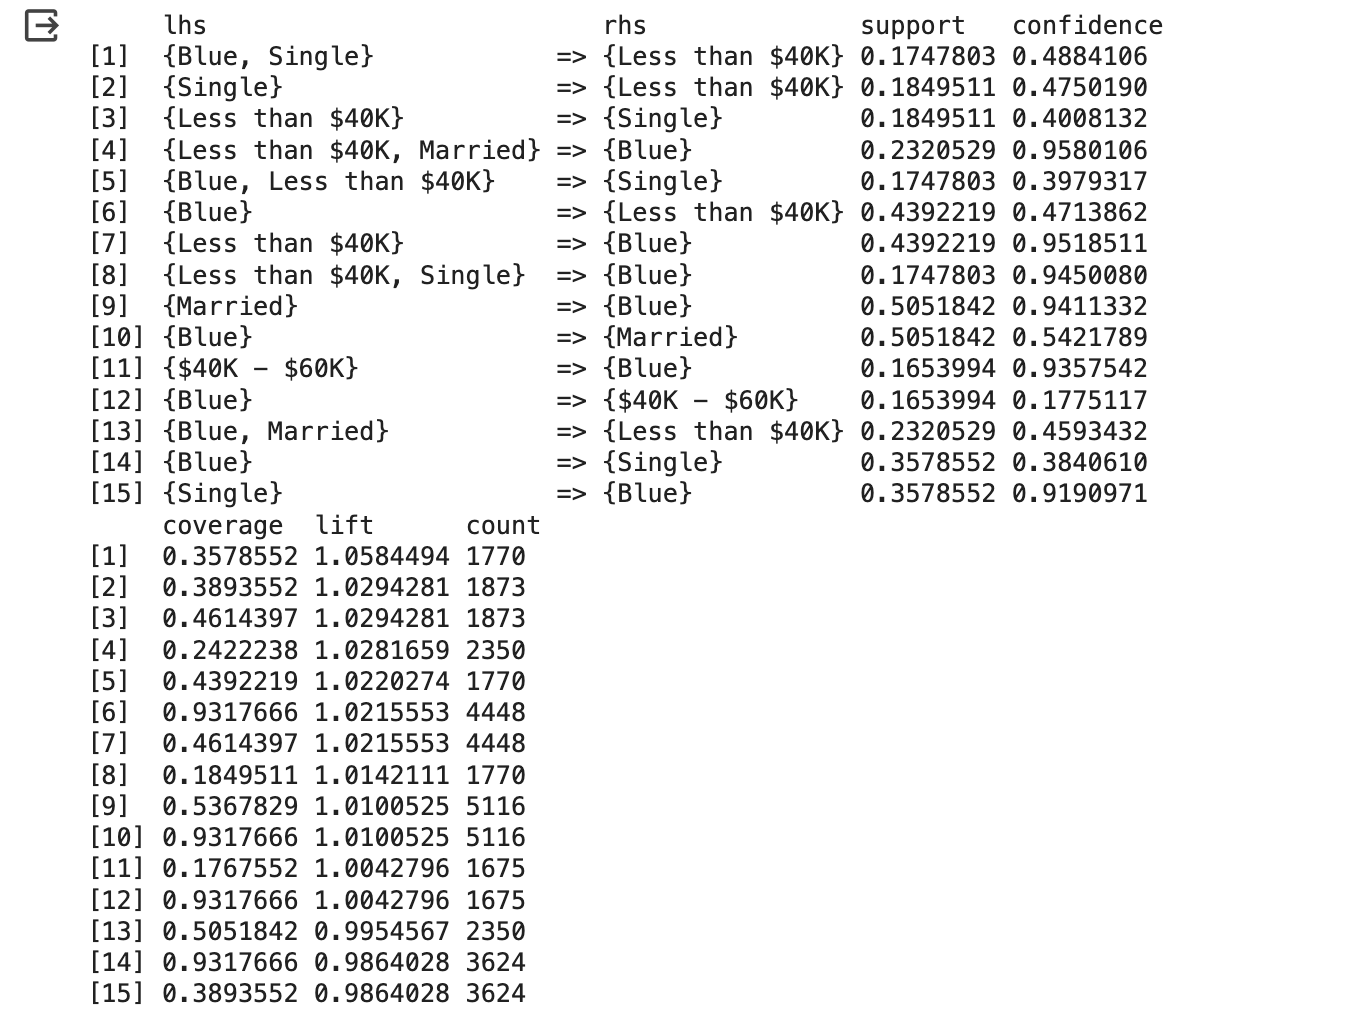 lhs rhs support confidence
[1] {Blue, Single} => {Less than $40K} 0.1747803 0.4884106
[2] {Single} => {Less than $40K} 0.1849511 0.4750190
[3] {Less than $40K} => {Single} 0.1849511 0.4008132
[4] {Less than $40K, Married} => {Blue} 0.2320529 0.9580106
[5] {Blue, Less than $40K} => {Single} 0.1747803 0.3979317
[6] {Blue} => {Less than $40K} 0.4392219 0.4713862
[7] {Less than $40K} => {Blue} 0.4392219 0.9518511
[8] {Less than $40K, Single} => {Blue} 0.1747803 0.9450080
[9] {Married} => {Blue} 0.5051842 0.9411332
[10] {Blue} => {Married} 0.5051842 0.5421789
[11] {$40K – $60K} => {Blue} 0.1653994 0.9357542
[12] {Blue} => {$40K – $60K} 0.1653994 0.1775117
[13] {Blue, Married} => {Less than $40K} 0.2320529 0.4593432
[14] {Blue} => {Single} 0.3578552 0.3840610
[15] {Single} => {Blue} 0.3578552 0.9190971
coverage lift count
[1] 0.3578552 1.0584494 1770
[2] 0.3893552 1.0294281 1873
[3] 0.4614397 1.0294281 1873
[4] 0.2422238 1.0281659 2350
[5] 0.4392219 1.0220274 1770
[6] 0.9317666 1.0215553 4448
[7] 0.4614397 1.0215553 4448
[8] 0.1849511 1.0142111 1770
[9] 0.5367829 1.0100525 5116
[10] 0.9317666 1.0100525 5116
[11] 0.1767552 1.0042796 1675
[12] 0.9317666 1.0042796 1675
[13] 0.5051842 0.9954567 2350
[14] 0.9317666 0.9864028 3624
[15] 0.3893552 0.9864028 3624